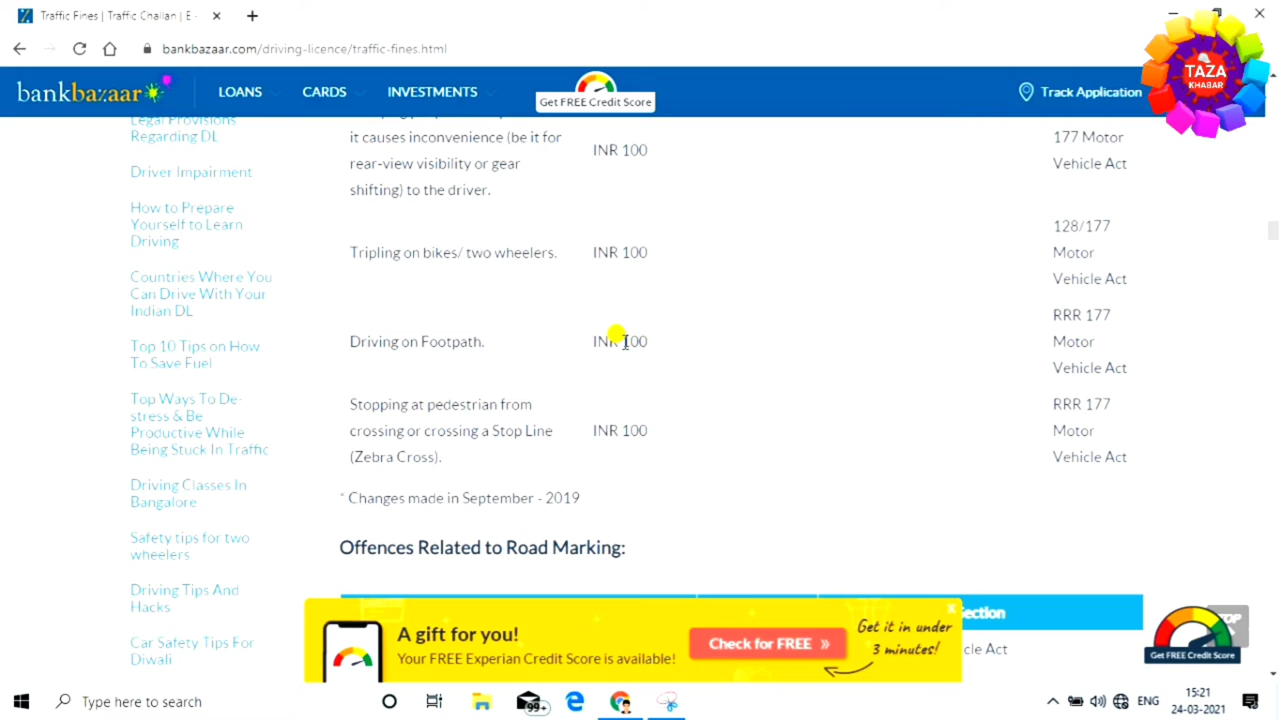 Traffic Fines | Traffic Challan | E -
bankbazaar.com/driving-licence/traffic-fines.html
bankbazaar
LOANS
CARDS
INVESTMENTS
Get FREE Credit Score
Track Application
TAZA
KHABAR
Legal Provisions
Regarding DL
Driver Impairment
How to Prepare
Yourself to Learn
Driving
Countries Where You
Can Drive With Your
Indian DL
Top 10 Tips on How
To Save Fuel
Top Ways To De-
stress & Be
Productive While
Being Stuck In Traffic
Driving Classes In
Bangalore
Safety tips for two
wheelers
Driving Tips And
Hacks
Car Safety Tips For
Diwali
it causes inconvenience (be it for
rear-view visibility or gear
shifting) to the driver.
INR 100
177 Motor
Vehicle Act
Tripling on bikes/ two wheelers.
INR 100
128/177
Motor
Vehicle Act
Driving on Footpath.
INR 100
RRR 177
Motor
Vehicle Act
Stopping at pedestrian from
crossing or crossing a Stop Line
(Zebra Cross).
INR 100
RRR 177
Motor
Vehicle Act
* Changes made in September - 2019
Offences Related to Road Marking:
Section
cle Act
A gift for you!
Your FREE Experian Credit Score is available!
Check for FREE »
Get it in under
3 minutes!
Get FREE Credit Score
Type here to search
99+
ENG
15:21
24-03-2021